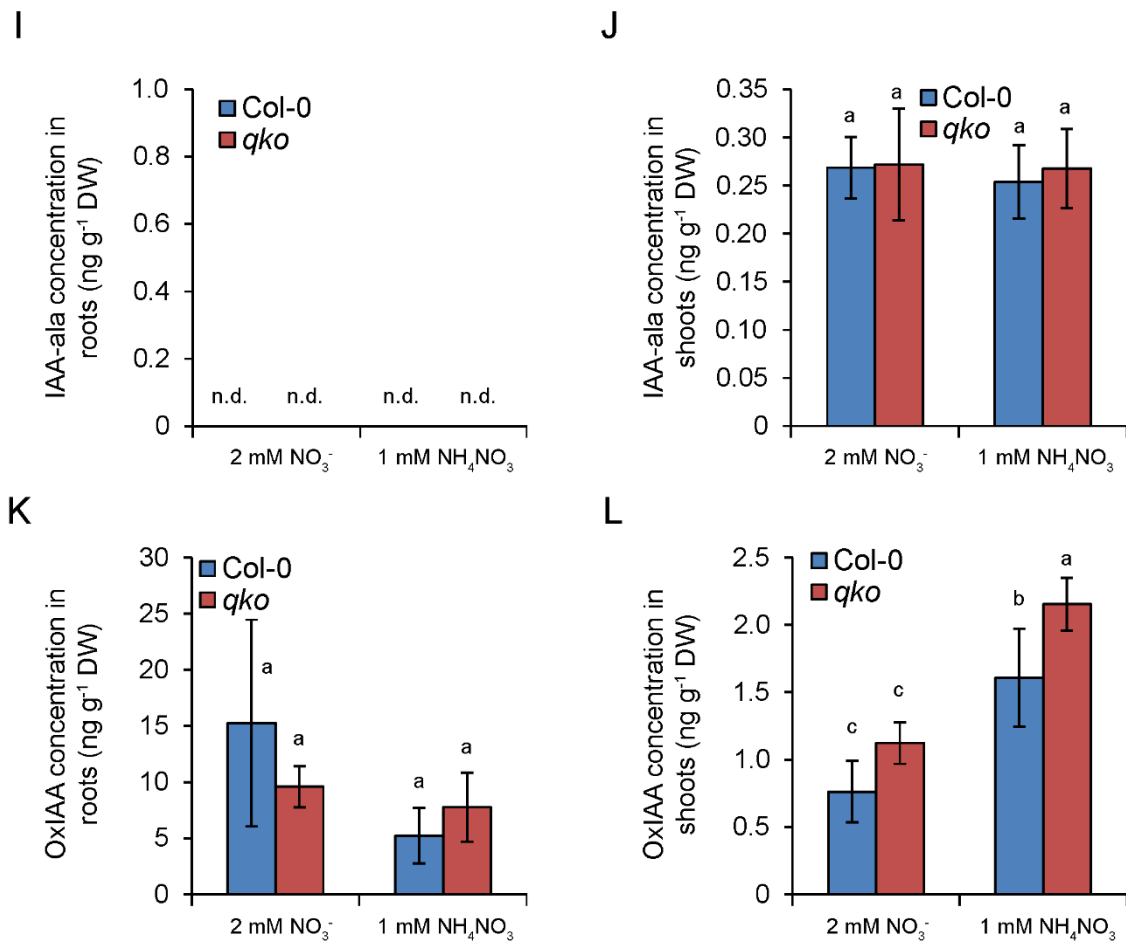 I
IAA-ala concentration in
roots (ng g⁻¹ DW)
1.0
0.8
0.6
0.4
0.2
0
Col-0
qko
n.d. n.d. n.d. n.d.
2 mM NO₃⁻ 1 mM NH₄NO₃
J
IAA-ala concentration in
shoots (ng g⁻¹ DW)
0.35
0.30
0.25
0.20
0.15
0.10
0.05
0
Col-0
qko
a a a a
2 mM NO₃⁻ 1 mM NH₄NO₃
K
OxIAA concentration in
roots (ng g⁻¹ DW)
30
25
20
15
10
5
0
Col-0
qko
a a a a
2 mM NO₃⁻ 1 mM NH₄NO₃
L
OxIAA concentration in
shoots (ng g⁻¹ DW)
2.5
2.0
1.5
1.0
0.5
0
Col-0
qko
c c b a
2 mM NO₃⁻ 1 mM NH₄NO₃